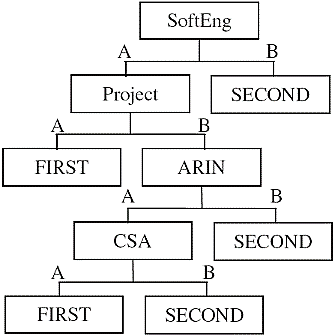 SoftEng
A B
Project SECOND
A B
FIRST ARIN
A B
CSA SECOND
A B
FIRST SECOND